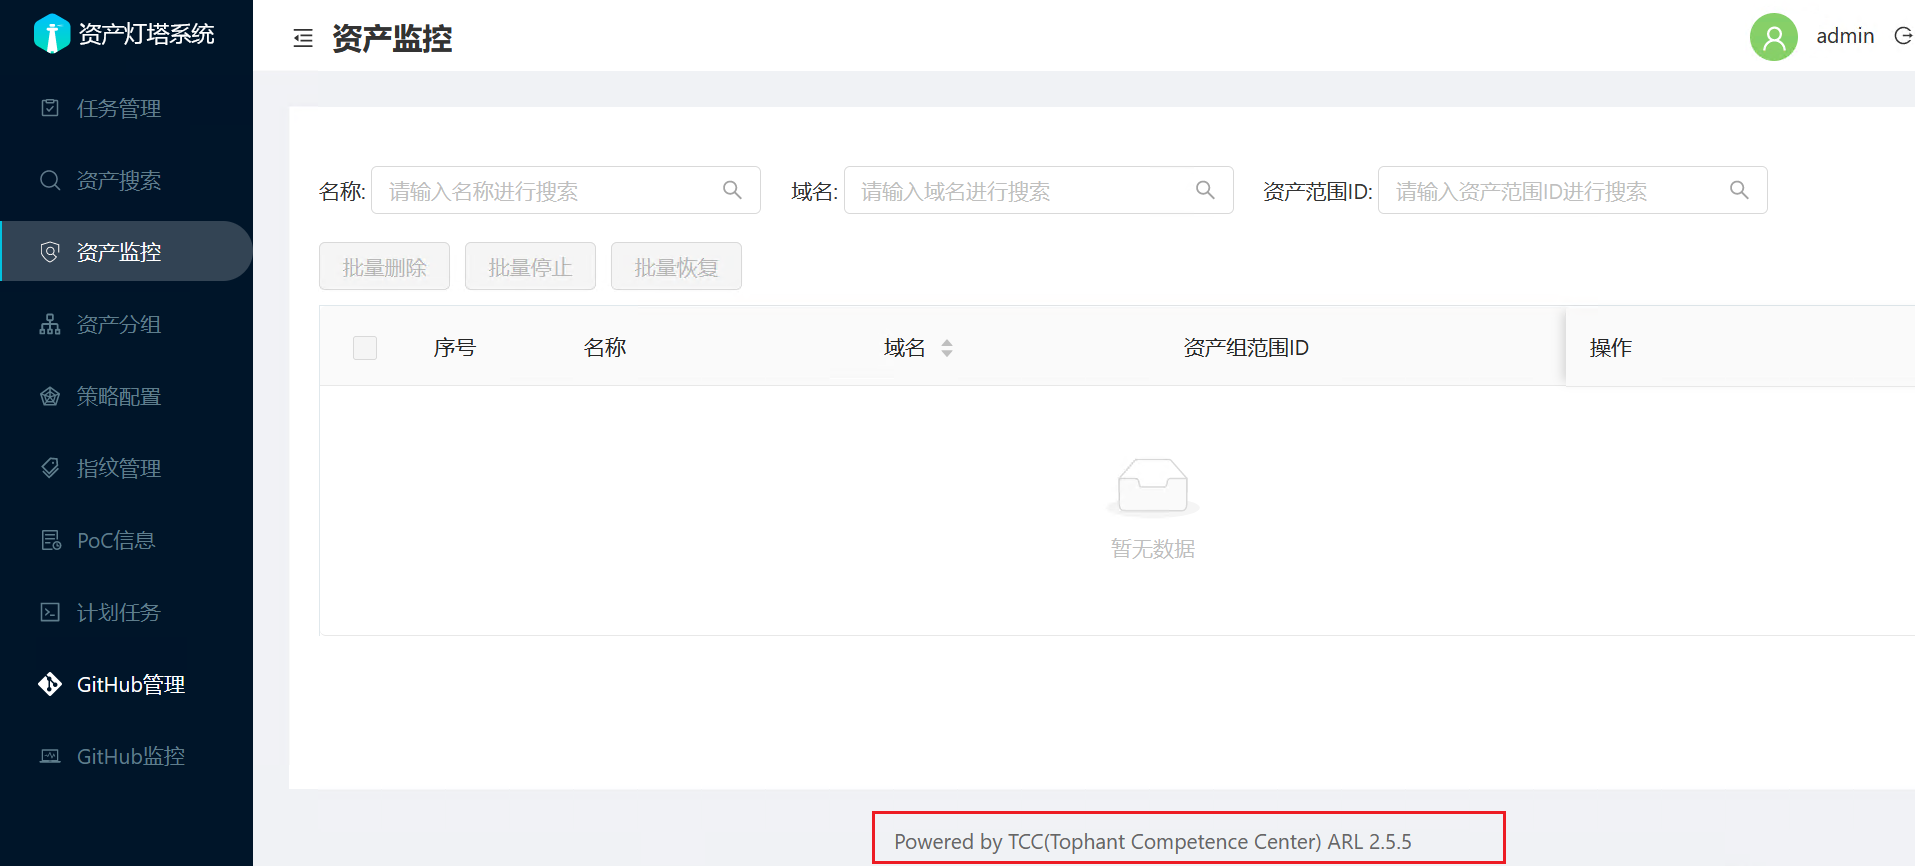 资产灯塔系统
资产监控
admin
任务管理
资产搜索
资产监控
资产分组
策略配置
指纹管理
PoC信息
计划任务
GitHub管理
GitHub监控
名称: 请输入名称进行搜索 域名: 请输入域名进行搜索 资产范围ID: 请输入资产范围ID进行搜索
批量删除 批量停止 批量恢复
序号 名称 域名 资产组范围ID 操作
暂无数据
Powered by TCC(Tophant Competence Center) ARL 2.5.5